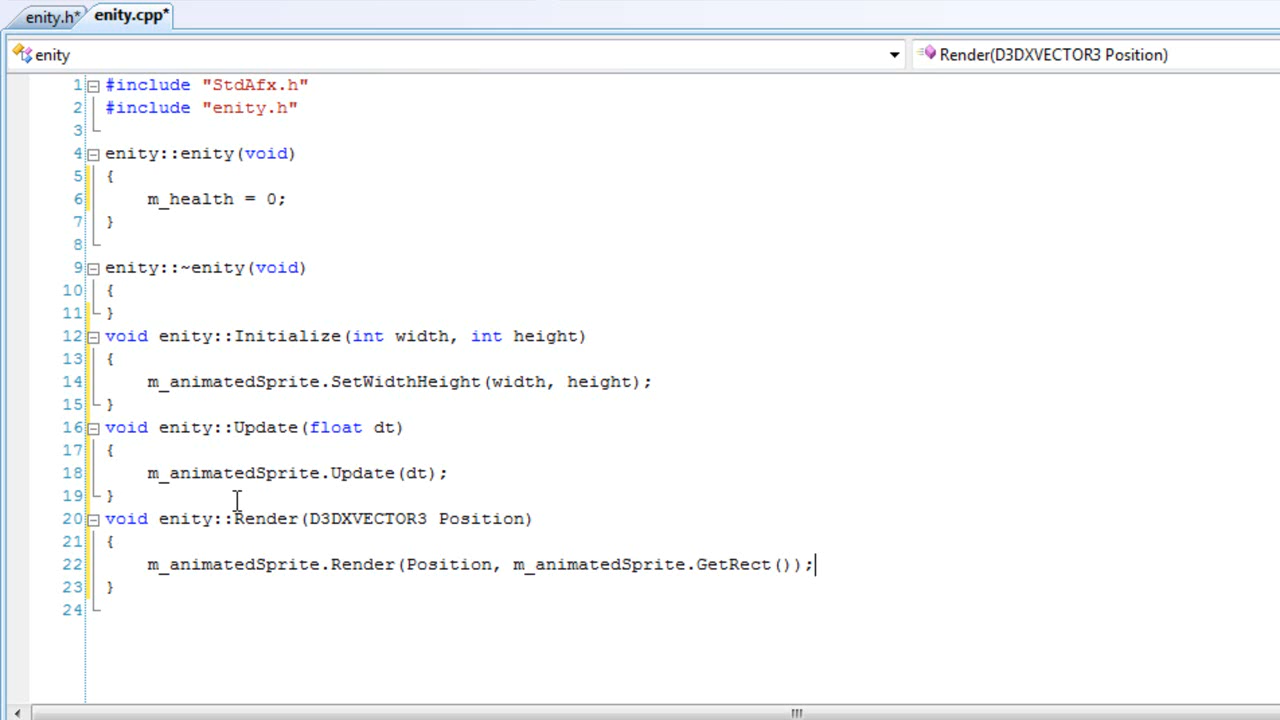 enity.h* enity.cpp*
enity Render(D3DXVECTOR3 Position)
1 #include "StdAfx.h"
2 #include "enity.h"
3
4 enity::enity(void)
5 {
6 m_health = 0;
7 }
8
9 enity::~enity(void)
10 {
11 }
12 void enity::Initialize(int width, int height)
13 {
14 m_animatedSprite.SetWidthHeight(width, height);
15 }
16 void enity::Update(float dt)
17 {
18 m_animatedSprite.Update(dt);
19 }
20 void enity::Render(D3DXVECTOR3 Position)
21 {
22 m_animatedSprite.Render(Position, m_animatedSprite.GetRect());
23 }
24